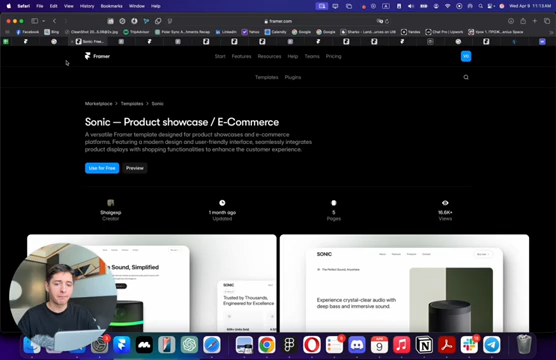 Safari File Edit View History Bookmarks Window Help
Wed Apr 9 11:13 AM
framer.com
Facebook Bing TripAdvisor LinkedIn Calendly Google Google Yandex
Framer
Start Features Resources Help Teams Pricing
Templates Plugins
Marketplace > Templates > Sonic
Sonic — Product showcase / E-Commerce
A versatile Framer template designed for product showcases and e-commerce
platforms. Featuring a modern design and user-friendly interface, seamlessly integrates
product displays with shopping functionalities to enhance the customer experience.
Use for Free Preview
Creator
1 month ago
Updated
5
Pages
16.6K+
Views
Sound, Simplified
SONIC
Trusted by Thousands,
Engineered for Excellence
SONIC
The Perfect Sound Anywhere
Experience crystal-clear audio with
deep bass and immersive sound.